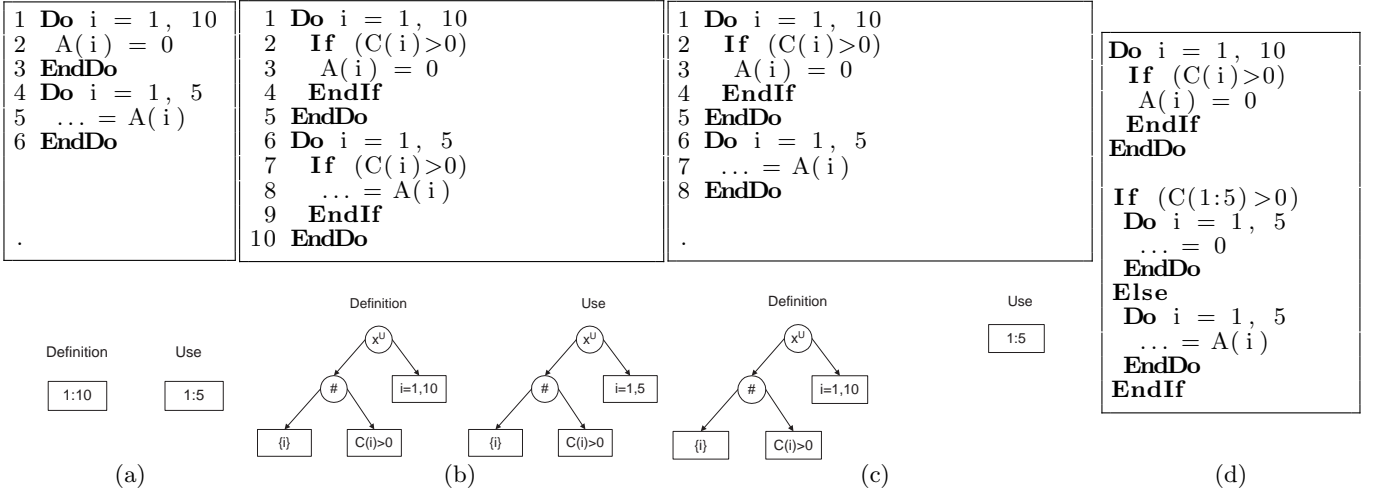 1 Do i = 1, 10
2 A(i) = 0
3 EndDo
4 Do i = 1, 5
5 ... = A(i)
6 EndDo
.
1 Do i = 1, 10
2 If (C(i)>0)
3 A(i) = 0
4 EndIf
5 EndDo
6 Do i = 1, 5
7 If (C(i)>0)
8 ... = A(i)
9 EndIf
10 EndDo
1 Do i = 1, 10
2 If (C(i)>0)
3 A(i) = 0
4 EndIf
5 EndDo
6 Do i = 1, 5
7 ... = A(i)
8 EndDo
.
Do i = 1, 10
If (C(i)>0)
A(i) = 0
EndIf
EndDo
If (C(1:5)>0)
Do i = 1, 5
... = 0
EndDo
Else
Do i = 1, 5
... = A(i)
EndDo
EndIf
Definition Use
1:10 1:5
Definition
xU
# i=1,10
{i} C(i)>0
Use
xU
# i=1,5
{i} C(i)>0
Definition
xU
# i=1,10
{i} C(i)>0
Use
1:5
(a) (b) (c) (d)